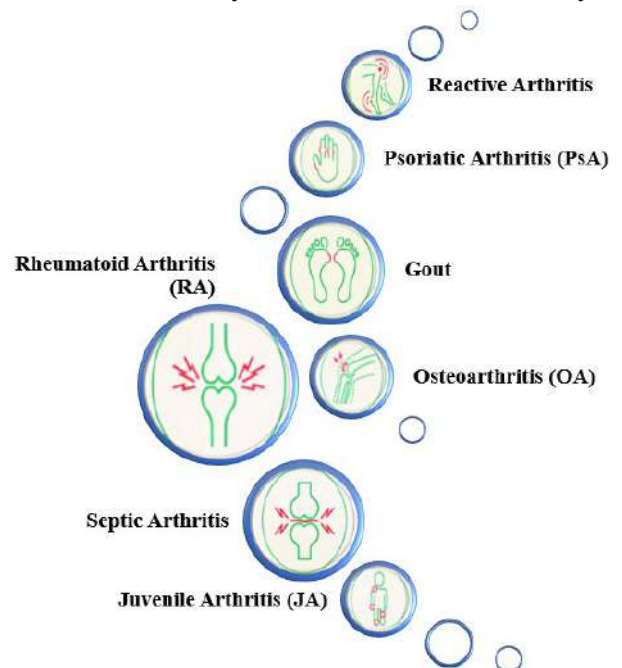 Reactive Arthritis
Psoriatic Arthritis (PsA)
Rheumatoid Arthritis
(RA)
Gout
Osteoarthritis (OA)
Septic Arthritis
Juvenile Arthritis (JA)